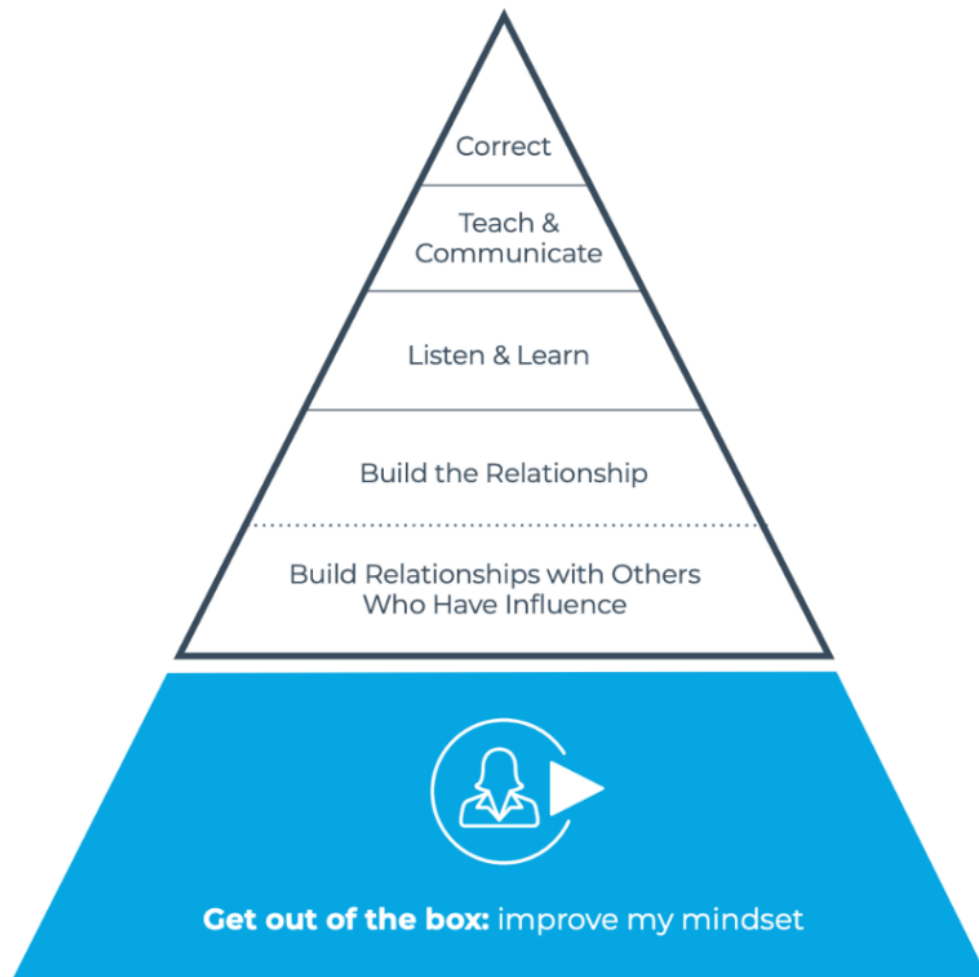 Correct
Teach &
Communicate
Listen & Learn
Build the Relationship
Build Relationships with Others
Who Have Influence
Get out of the box: improve my mindset